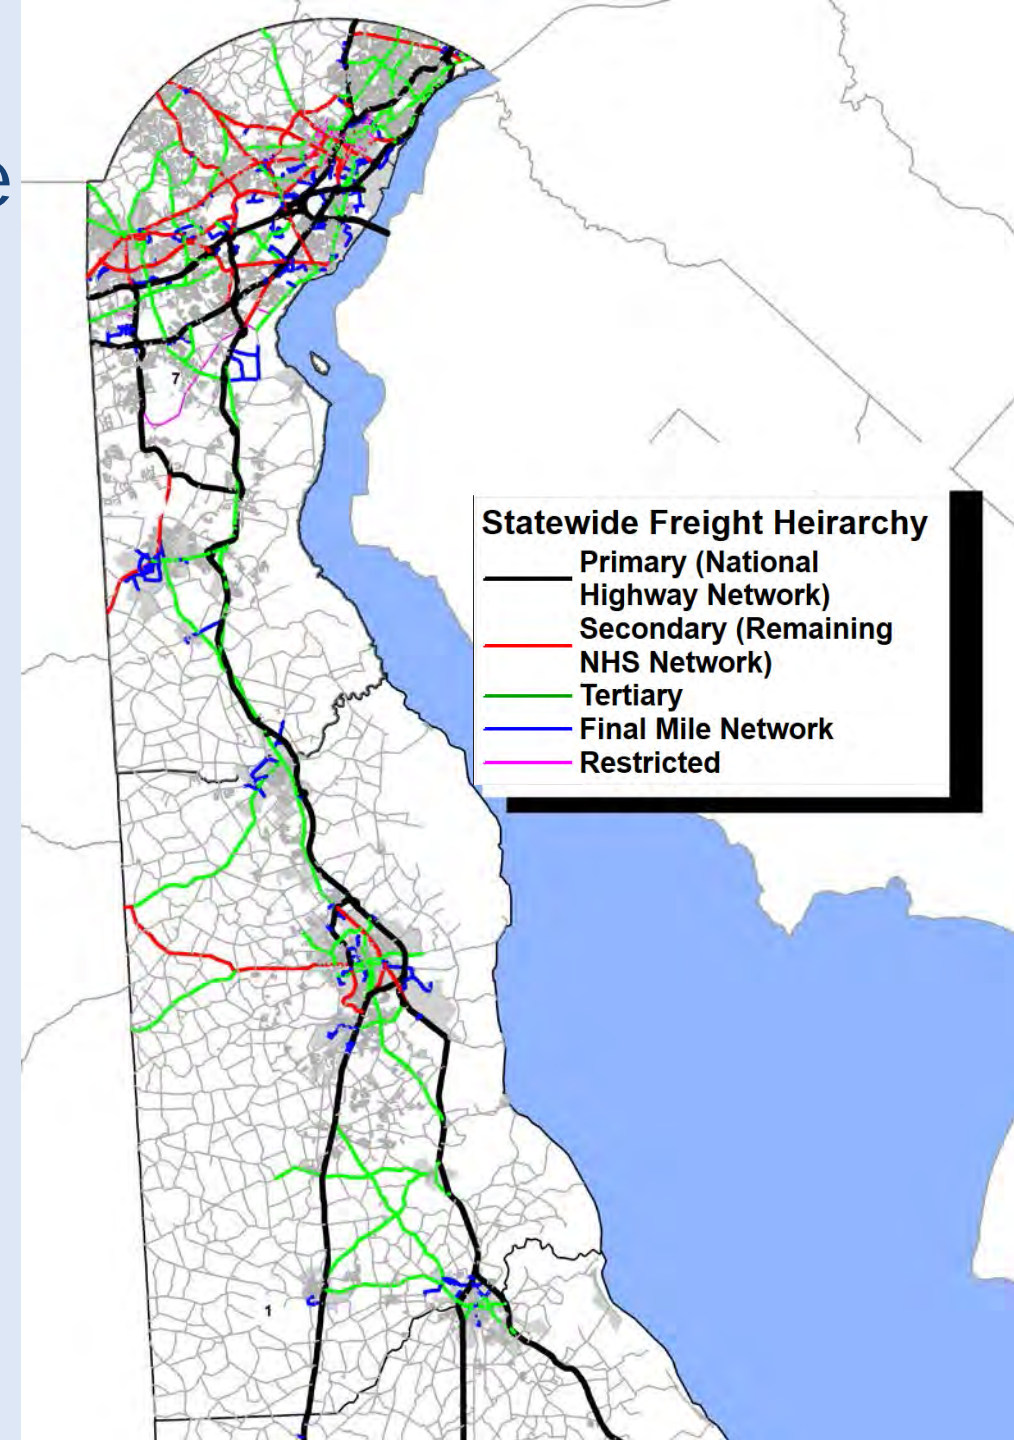 e
7
Statewide Freight Heirarchy
Primary (National
Highway Network)
Secondary (Remaining
NHS Network)
Tertiary
Final Mile Network
Restricted
1